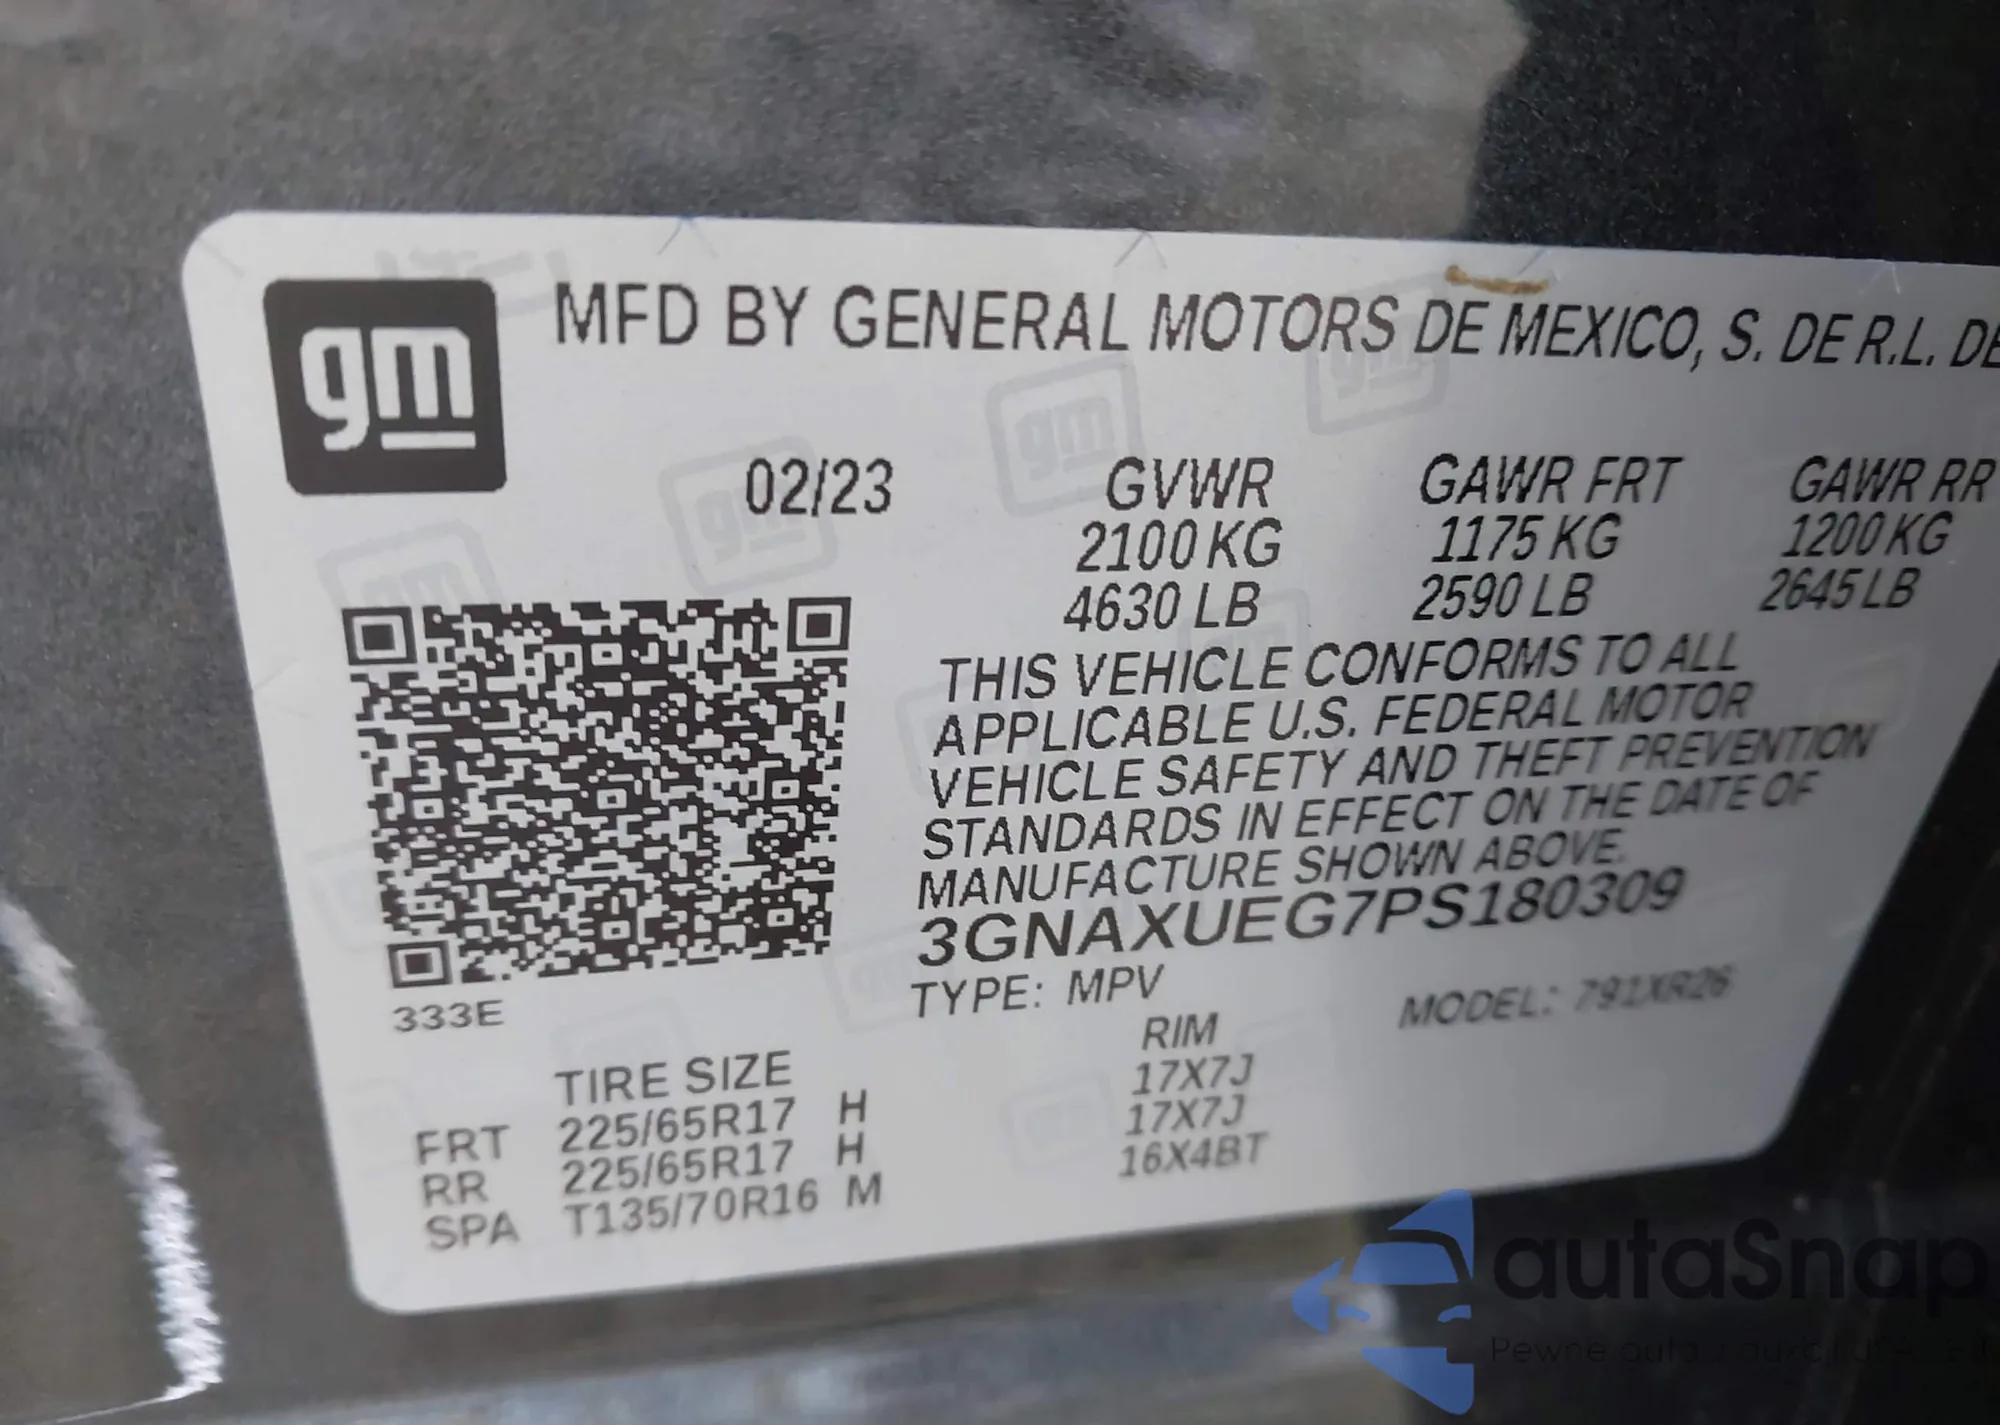 gm
MFD BY GENERAL MOTORS DE MEXICO, S. DE R.L. DE
02/23 GVWR GAWR FRT GAWR RR
2100 KG 1175 KG 1200 KG
4630 LB 2590 LB 2645 LB
THIS VEHICLE CONFORMS TO ALL
APPLICABLE U.S. FEDERAL MOTOR
VEHICLE SAFETY AND THEFT PREVENTION
STANDARDS IN EFFECT ON THE DATE OF
MANUFACTURE SHOWN ABOVE.
3GNAXUEG7PS180309
TYPE: MPV MODEL: 791XR26
333E
TIRE SIZE RIM
FRT 225/65R17 H 17X7J
RR 225/65R17 H 17X7J
SPA T135/70R16 M 16X4BT
autaSnap
Pewne auta z